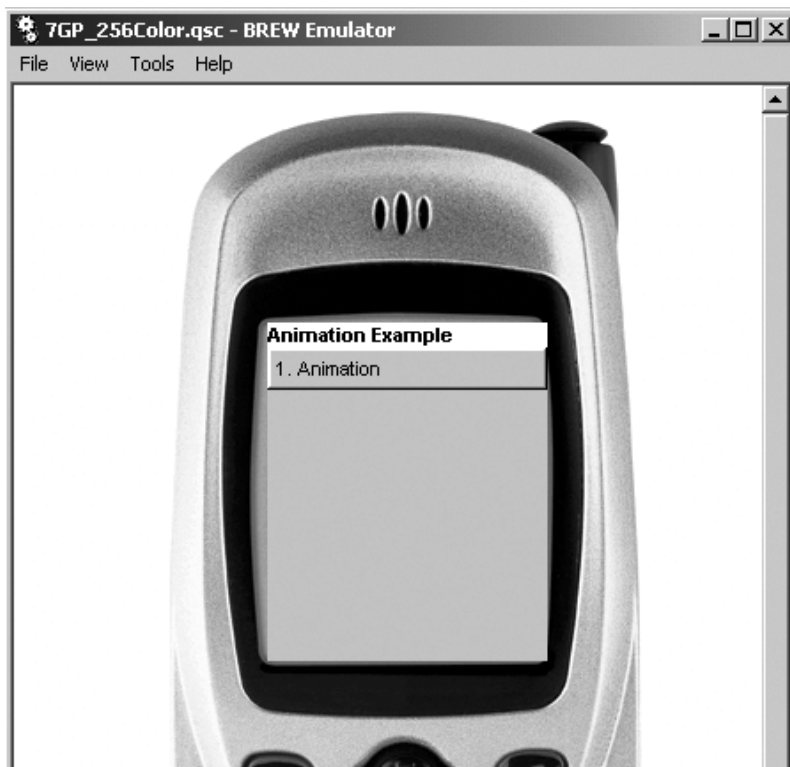 7GP_256Color.qsc - BREW Emulator
File View Tools Help
Animation Example
1. Animation